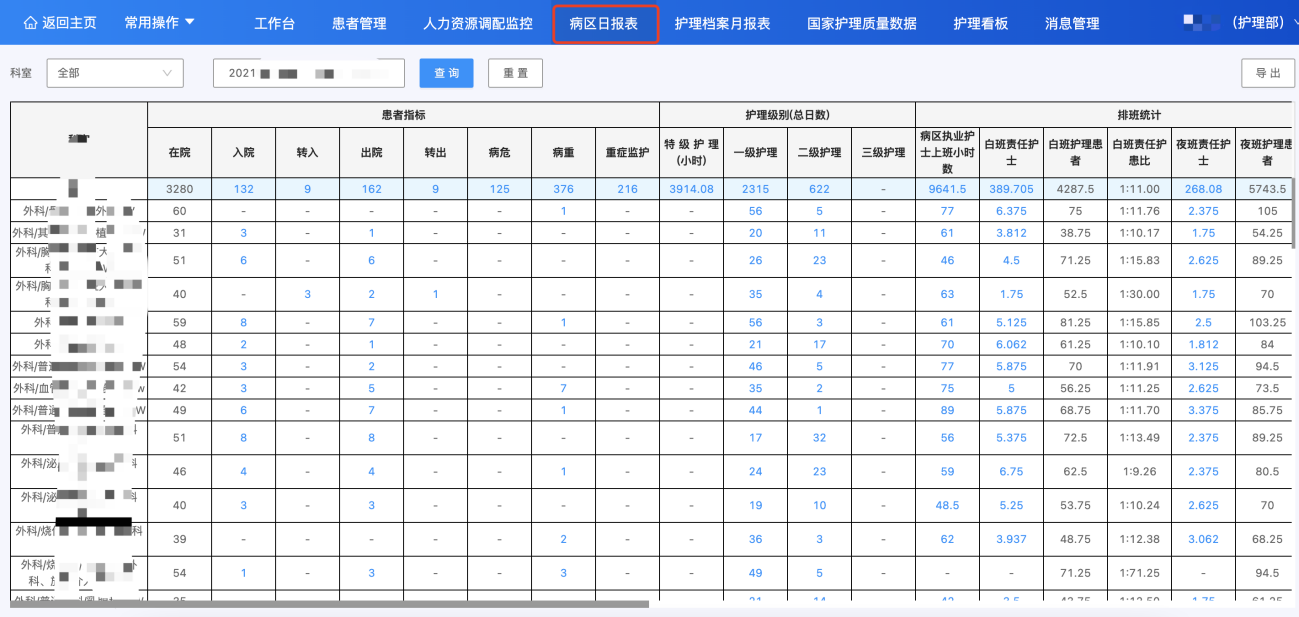 返回主页 常用操作 工作台 患者管理 人力资源调配监控 病区日报表 护理档案月报表 国家护理质量数据 护理看板 消息管理 (护理部)
科室 全部 2021 查 询 重 置 导 出
患者指标 护理级别(总日数) 排班统计
在院 入院 转入 出院 转出 病危 病重 重症监护 特级护理(小时) 一级护理 二级护理 三级护理 病区执业护士上班小时数 白班责任护士 白班护理患者 白班责任护患比 夜班责任护士 夜班护理患者
3280 132 9 162 9 125 376 216 3914.08 2315 622 - 9641.5 389.705 4287.5 1:11.00 268.08 5743.5
外科/ 外 60 - - - - - 1 - - 56 5 - 77 6.375 75 1:11.76 2.375 105
外科/其 植 31 3 - 1 - - - - - 20 11 - 61 3.812 38.75 1:10.17 1.75 54.25
外科/胸 大 科 51 6 - 6 - - - - - 26 23 - 46 4.5 71.25 1:15.83 2.625 89.25
外科/胸 科 40 - 3 2 1 - - - - 35 4 - 63 1.75 52.5 1:30.00 1.75 70
外科 59 8 - 7 - - 1 - - 56 3 - 61 5.125 81.25 1:15.85 2.5 103.25
外科 48 2 - 1 - - - - - 21 17 - 70 6.062 61.25 1:10.10 1.812 84
外科/普通 W 54 3 - 2 - - - - - 46 5 - 77 5.875 70 1:11.91 3.125 94.5
外科/血管 w 42 3 - 5 - - 7 - - 35 2 - 75 5 56.25 1:11.25 2.625 73.5
外科/普通 W 49 6 - 7 - - 1 - - 44 1 - 89 5.875 68.75 1:11.70 3.375 85.75
外科/普 科 51 8 - 8 - - - - - 17 32 - 56 5.375 72.5 1:13.49 2.375 89.25
外科/泌 科 46 4 - 4 - - 1 - - 24 23 - 59 6.75 62.5 1:9.26 2.375 80.5
外科/泌 科 40 3 - 3 - - - - - 19 10 - 48.5 5.25 53.75 1:10.24 2.625 70
外科/烧 科 39 - - - - - 2 - - 36 3 - 62 3.937 48.75 1:12.38 3.062 68.25
外科/烧 外科、 54 1 - 3 - - 3 - - 49 5 - - - 71.25 1:71.25 - 94.5